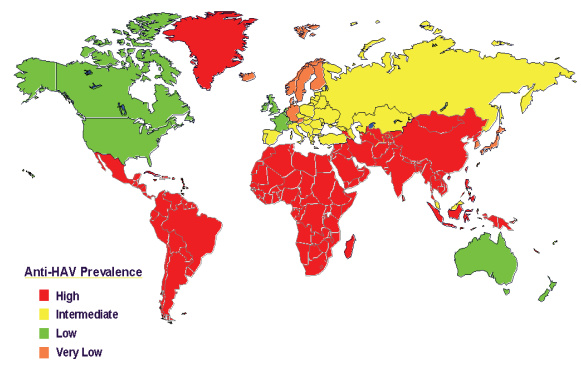 Anti-HAV Prevalence
High
Intermediate
Low
Very Low